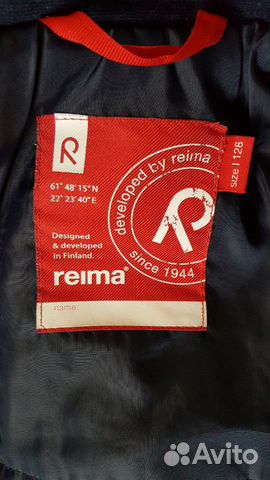 R
61° 48' 15" N
22° 23' 40" E
Designed
& developed
in Finland.
reima®
name:
developed by reima
R
since 1944
size | 126
Avito